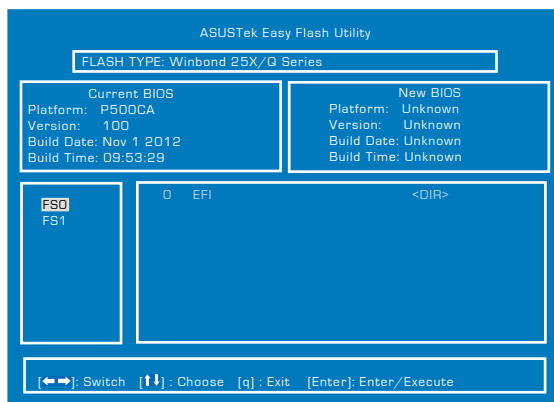 ASUSTek Easy Flash Utility
FLASH TYPE: Winbond 25X/Q Series
Current BIOS
Platform: P500CA
Version: 100
Build Date: Nov 1 2012
Build Time: 09:53:29
New BIOS
Platform: Unknown
Version: Unknown
Build Date: Unknown
Build Time: Unknown
FS0
FS1
0 EFI <DIR>
[←→]: Switch [↑↓] : Choose [q] : Exit [Enter]: Enter/Execute